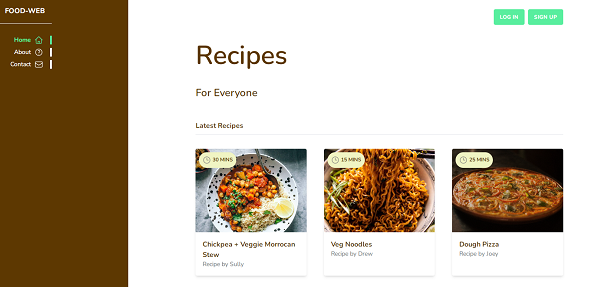 FOOD-WEB
Home
About
Contact
LOG IN
SIGN UP
Recipes
For Everyone
Latest Recipes
30 MINS
Chickpea + Veggie Morrocan
Stew
Recipe by Sully
15 MINS
Veg Noodles
Recipe by Drew
25 MINS
Dough Pizza
Recipe by Joey